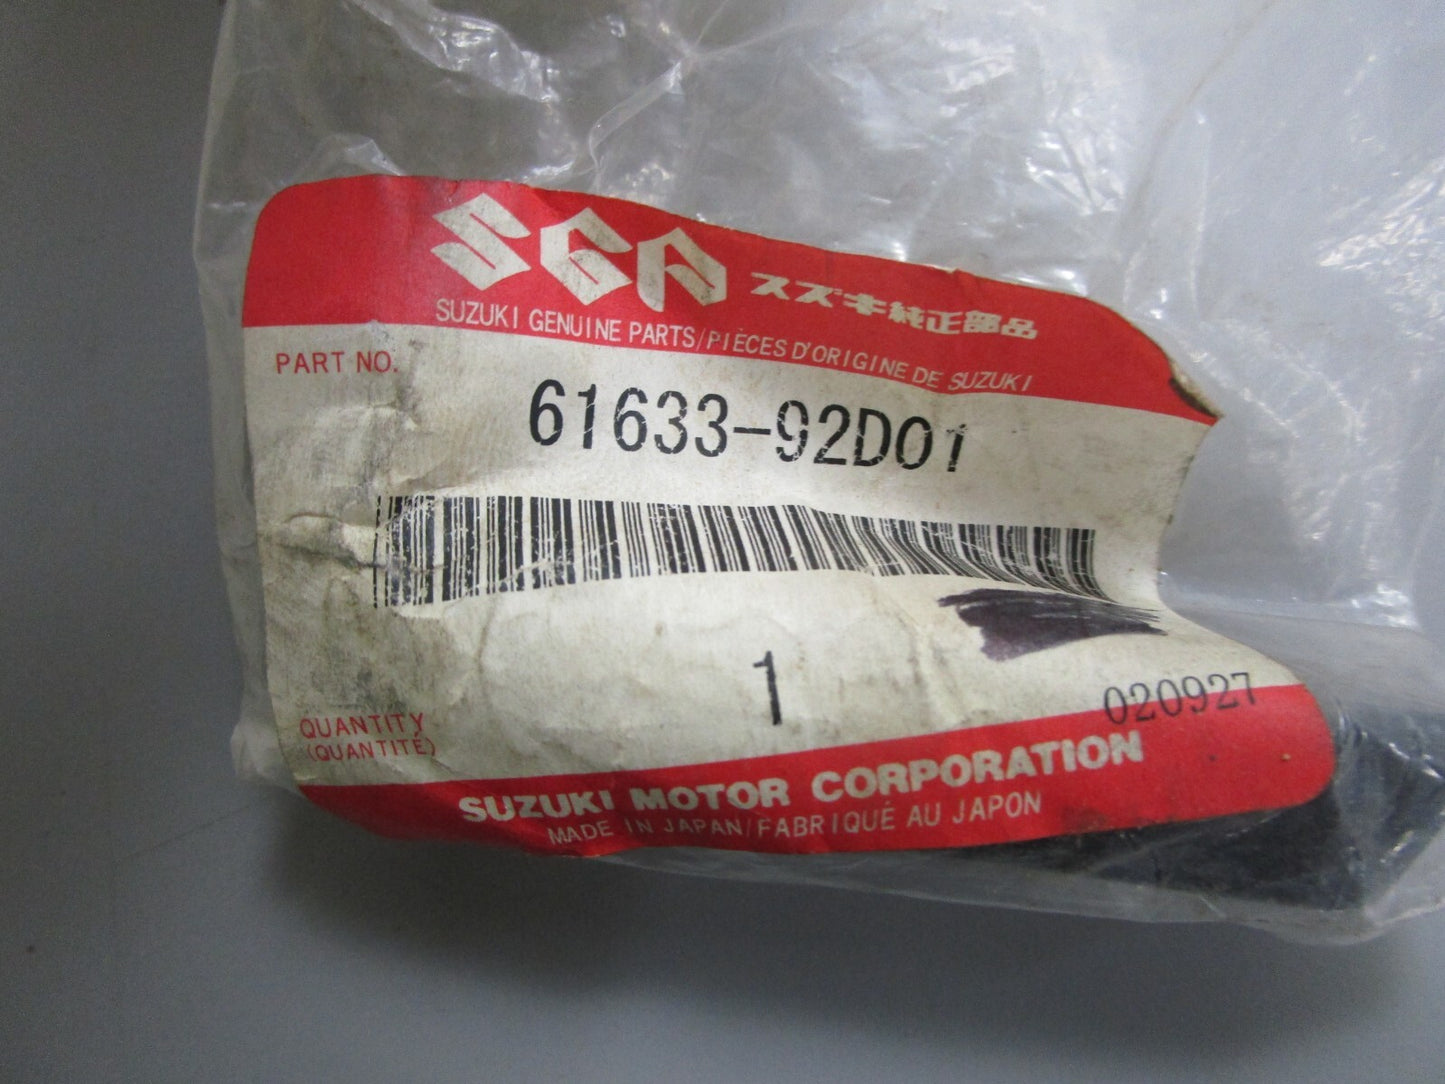 SGP スズキ純正部品
SUZUKI GENUINE PARTS/PIÈCES D'ORIGINE DE SUZUKI
PART NO.
61633-92D01
1
020927
QUANTITY
(QUANTITÉ)
SUZUKI MOTOR CORPORATION
MADE IN JAPAN/FABRIQUÉ AU JAPON